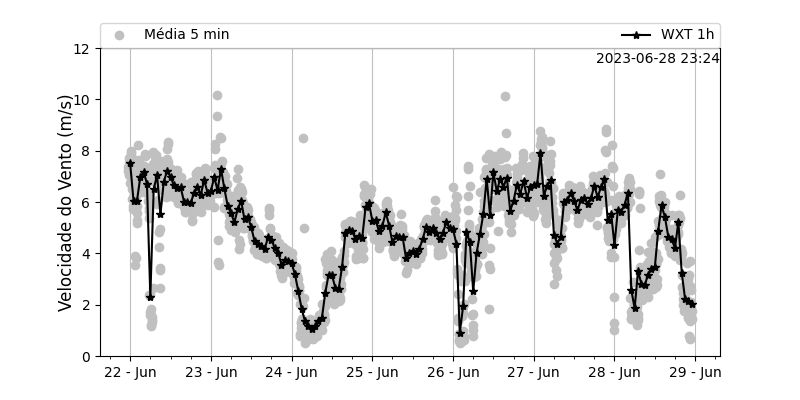 Média 5 min
WXT 1h
2023-06-28 23:24
Velocidade do Vento (m/s)
12
10
8
6
4
2
0
22 - Jun 23 - Jun 24 - Jun 25 - Jun 26 - Jun 27 - Jun 28 - Jun 29 - Jun